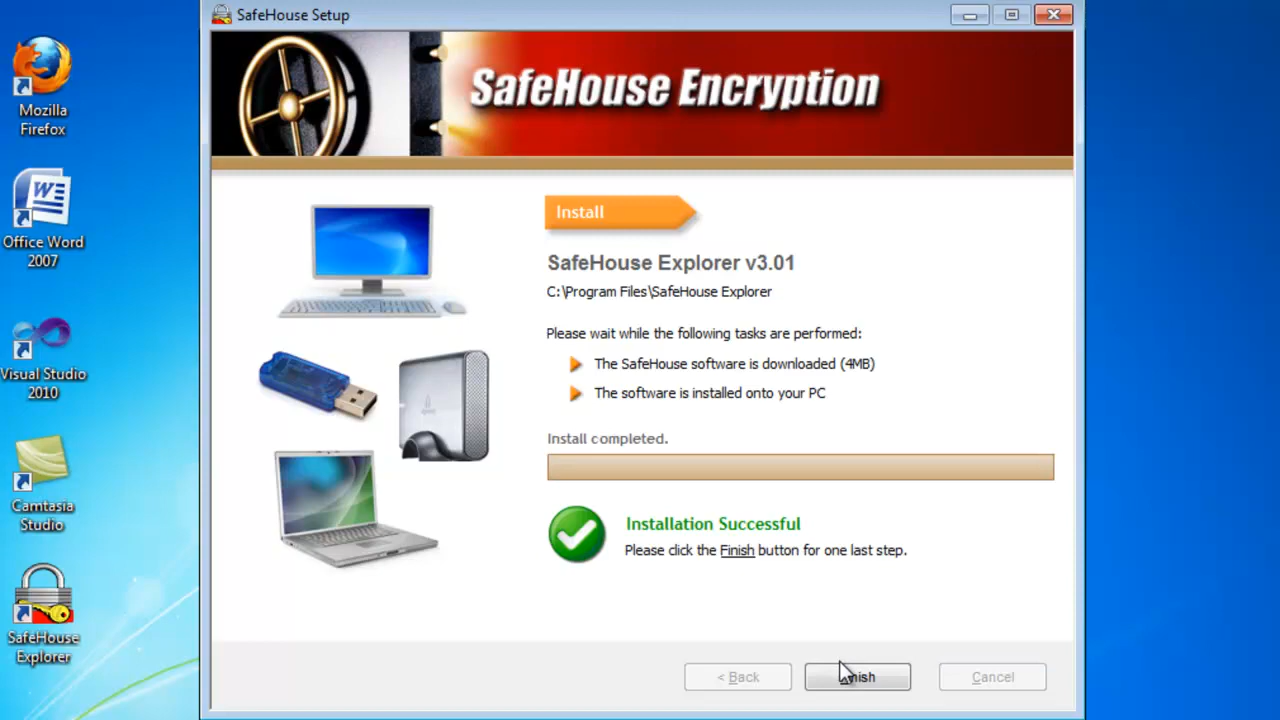 SafeHouse Setup
SafeHouse Encryption
Mozilla
Firefox
Office Word
2007
Visual Studio
2010
Camtasia
Studio
SafeHouse
Explorer
Install
SafeHouse Explorer v3.01
C:\Program Files\SafeHouse Explorer
Please wait while the following tasks are performed:
The SafeHouse software is downloaded (4MB)
The software is installed onto your PC
Install completed.
Installation Successful
Please click the Finish button for one last step.
< Back
Finish
Cancel